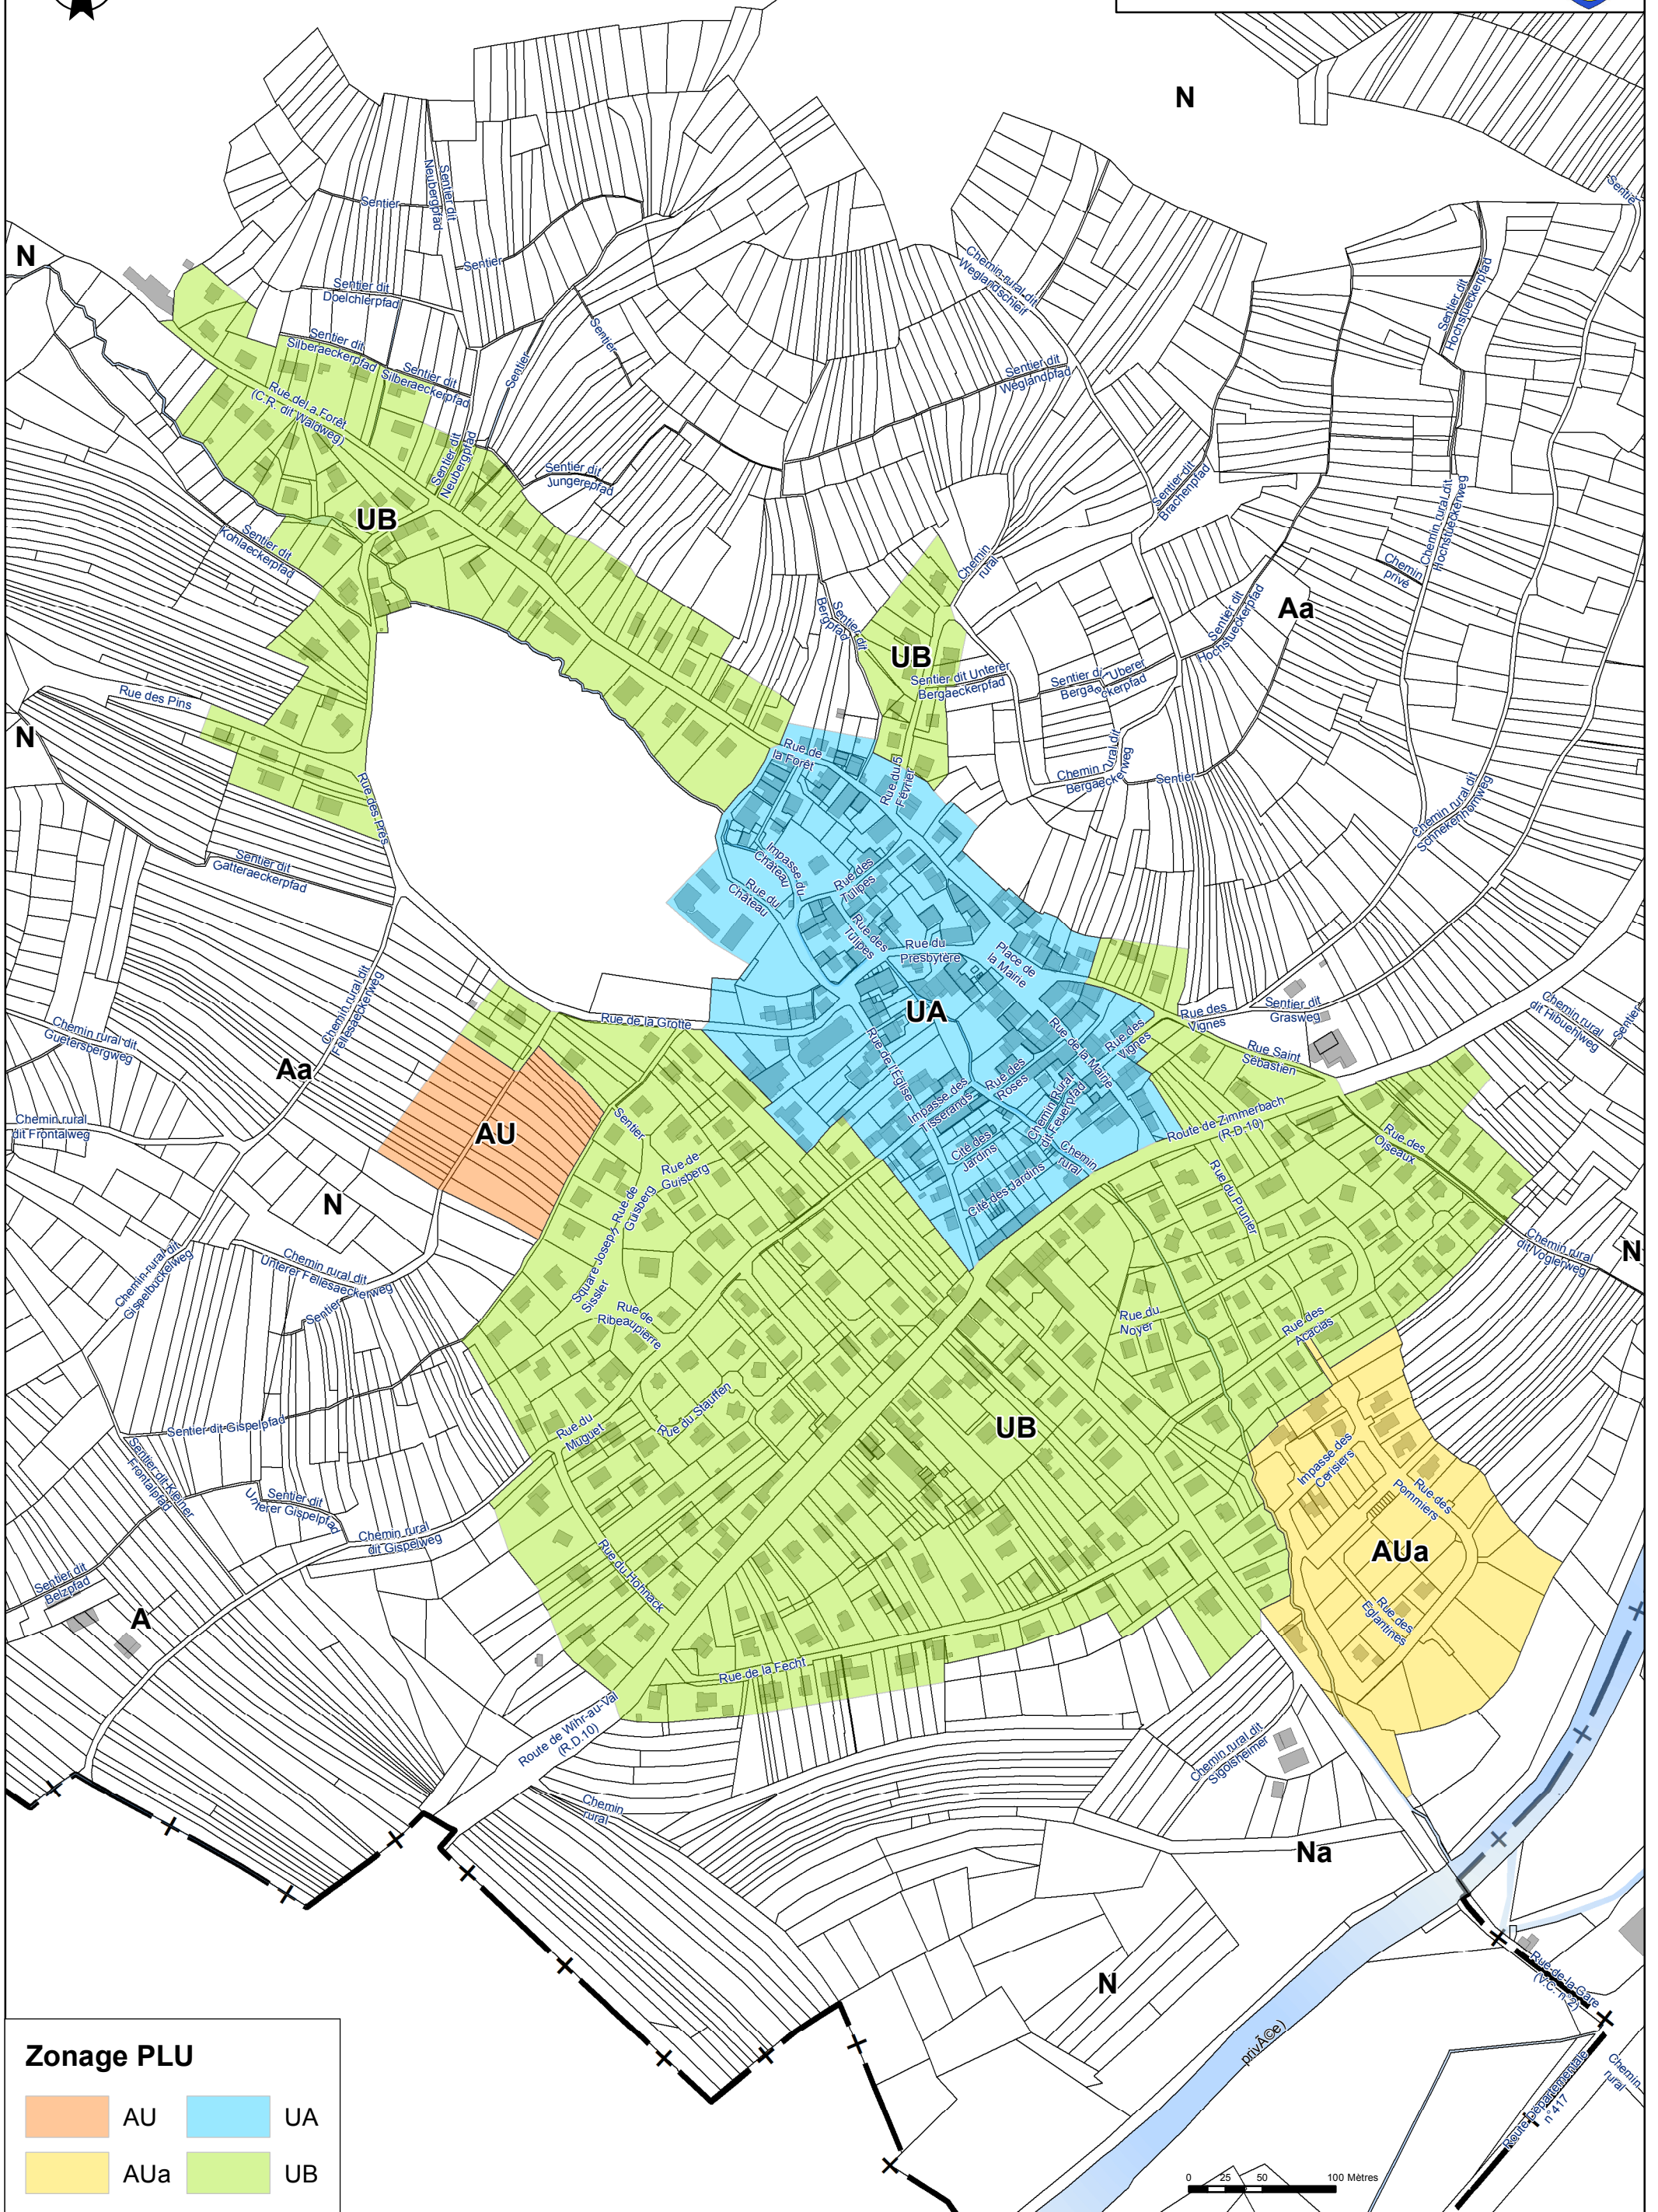 N
Sentier dit
Neubergpfad
Sentier
Sentie
Sentier
N
Sentier dit
Doelchlerpfad
Chemin rural dit
Weglandschleif
Sentier dit
Hochstueckerpfad
Sentier
Sentier dit
Silberaeckerpfad
Sentier dit
Silberaeckerpfad
Sentier
Sentier dit
Weglandpfad
Rue de La Forêt
(C.R. dit Waldweg)
Sentier dit
Neubergpfad
Sentier dit
Jungerepfad
Sentier dit
Brachenpfad
Chemin rural dit
Hochstueckerweg
UB
Sentier dit
Kohlaeckerpfad
Chemin
rural
Chemin
privé
Sentier dit
Bergpfad
Aa
Sentier dit
Hochstueckerpfad
UB
Sentier dit Unterer
Bergaeckerpfad
Rue des Pins
N
Rue de
la Forêt
Rue du 5
Février
Chemin rural dit
Bergaeckerweg
Sentier
Rue des Prés
Chemin rural dit
Schnekenhornweg
Sentier dit
Gatteraeckerpfad
Impasse du
Château
Rue du
Château
Rue des
Tulipes
Rue des
Tulipes
Rue du
Presbytère
Place de
la Mairie
Chemin rural dit
Fellesaeckerweg
UA
Rue de la Grotte
Rue des
Vignes
Sentier dit
Grasweg
Chemin rural dit
dit Hibuehlweg
Sentier
Chemin rural dit
Guetersbergweg
Rue de l'Église
Rue de la Mairie
Rue des
Vignes
Rue Saint
Sébastien
Aa
Chemin rural
dit Frontalweg
AU
Sentier
Impasse des
Tisserands
Rue des
Roses
Chemin Rural
dit Feuerpfad
Cité des
Jardins
Chemin
rural
Cité des Jardins
Route de Zimmerbach
(R.D.10)
Rue des
Oiseaux
Rue de
Guisberg
Rue de
Guisberg
Rue du Prunier
N
Chemin rural dit
Gispelbuckelweg
Chemin rural dit
Unterer Fellesaeckerweg
Sentier
Square Joseph
Sissler
Rue de
Ribeaupierre
Rue du
Noyer
Rue des
Acacias
Chemin rural
dit Voglerweg
N
Rue du Stauffen
Rue du
Muguet
Sentier dit Gispelpfad
UB
Sentier dit Kleiner
Frontalpfad
Sentier dit
Unterer Gispelpfad
Impasse des
Cerisiers
Rue des
Pommiers
Chemin rural
dit Gispelweg
AUa
Sentier dit
Belzpfad
Rue du Hohnack
Rue des
Eglantines
A
Rue de la Fecht
Route de Wihr-au-Val
(R.D.10)
Chemin rural dit
Sigolsheimer
Chemin
rural
Na
N
Rue de la Gare
(V.C. n°2)
privÃ©e)
Route Départementale
n°417
Chemin
rural
Zonage PLU
AU
UA
AUa
UB
0 25 50 100 Mètres